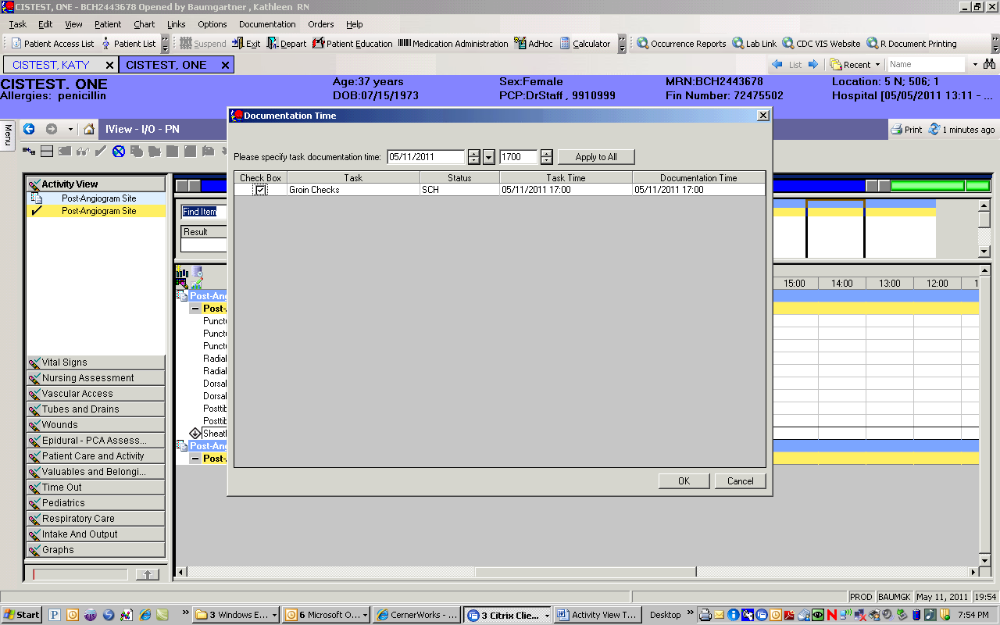 CISTEST, ONE - BCH2443678 Opened by Baumgartner , Kathleen RN
Task Edit View Patient Chart Links Options Documentation Orders Help
Patient Access List Patient List Suspend Exit Depart Patient Education Medication Administration AdHoc Calculator Occurrence Reports Lab Link CDC VIS Website R Document Printing
CISTEST, KATY CISTEST, ONE List Recent Name
CISTEST, ONE Age:37 years Sex:Female MRN:BCH2443678 Location: 5 N; 506; 1
Allergies: penicillin DOB:07/15/1973 PCP:DrStaff , 9910999 Fin Number: 72475502 Hospital [05/05/2011 13:11 - ...
Menu
IView - I/O - PN Print 1 minutes ago
Documentation Time
Please specify task documentation time: 05/11/2011 1700 Apply to All
Check Box Task Status Task Time Documentation Time
Groin Checks SCH 05/11/2011 17:00 05/11/2011 17:00
OK Cancel
Activity View
Post-Angiogram Site
Post-Angiogram Site
Vital Signs
Nursing Assessment
Vascular Access
Tubes and Drains
Wounds
Epidural - PCA Assess...
Patient Care and Activity
Valuables and Belongi...
Time Out
Pediatrics
Respiratory Care
Intake And Output
Graphs
Find Item
Result
15:00 14:00 13:00 12:00 1
Post-Ang
Post-
Punctu
Punctu
Punctu
Radial
Radial
Dorsal
Dorsal
Posttib
Posttib
Sheath
Post-Ang
Post-
PROD BAUMGK May 11, 2011 19:54
Start 3 Windows E... 6 Microsoft O... CernerWorks - ... 3 Citrix Clie... Activity View T... Desktop 7:54 PM